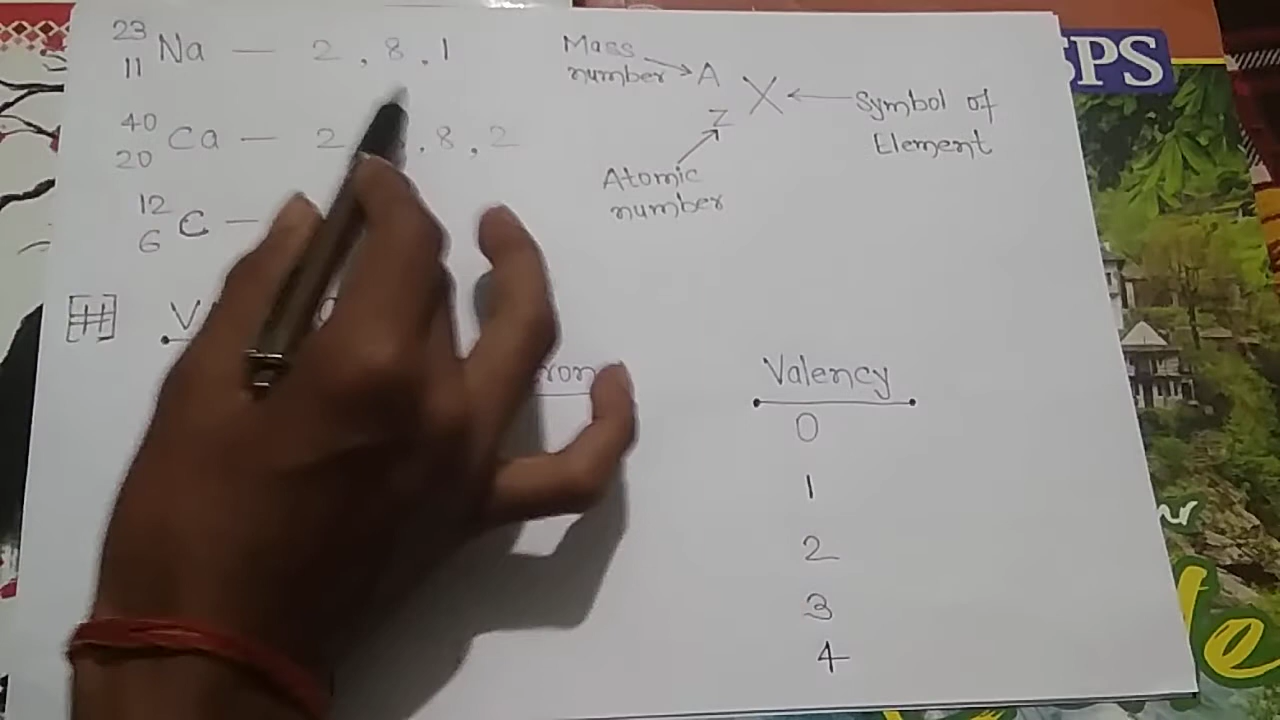 23
11 Na — 2, 8, 1
40
20 Ca — 2 , 8, 2
12
6 C —
Mass
number → A
X ← Symbol of
Element
Z
Atomic
number
[#]
Valency
0
1
2
3
4
SPS